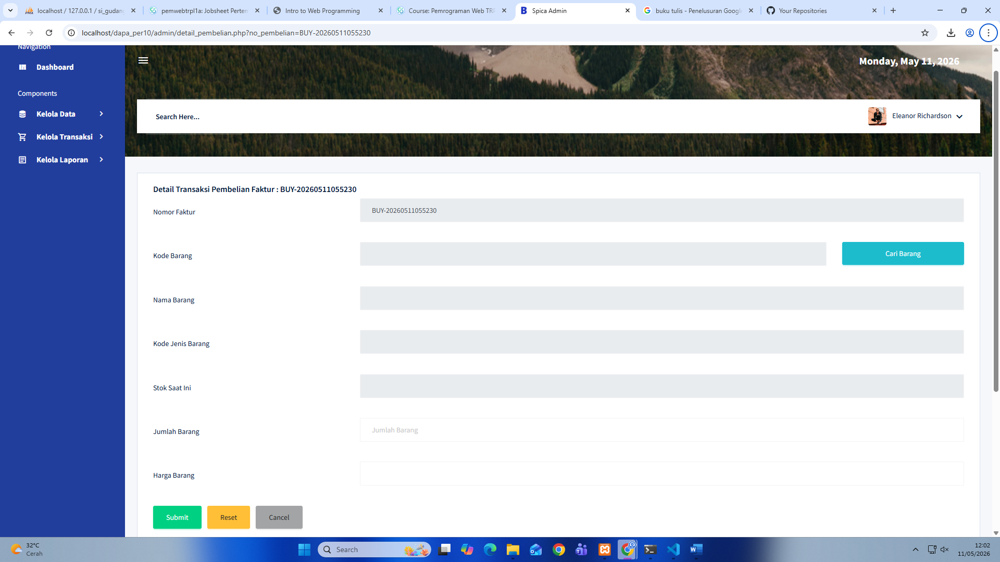 localhost / 127.0.0.1 / si_gudang
pemwebtrpl1a: Jobsheet Pertem
Intro to Web Programming
Course: Pemrograman Web TRP
Spica Admin
buku tulis - Penelusuran Google
Your Repositories
localhost/dapa_per10/admin/detail_pembelian.php?no_pembelian=BUY-20260511055230
Navigation
Dashboard
Components
Kelola Data
Kelola Transaksi
Kelola Laporan
Monday, May 11, 2026
Search Here...
Eleanor Richardson
Detail Transaksi Pembelian Faktur : BUY-20260511055230
Nomor Faktur
BUY-20260511055230
Kode Barang
Cari Barang
Nama Barang
Kode Jenis Barang
Stok Saat Ini
Jumlah Barang
Jumlah Barang
Harga Barang
Submit
Reset
Cancel
32°C
Cerah
Search
12:02
11/05/2026